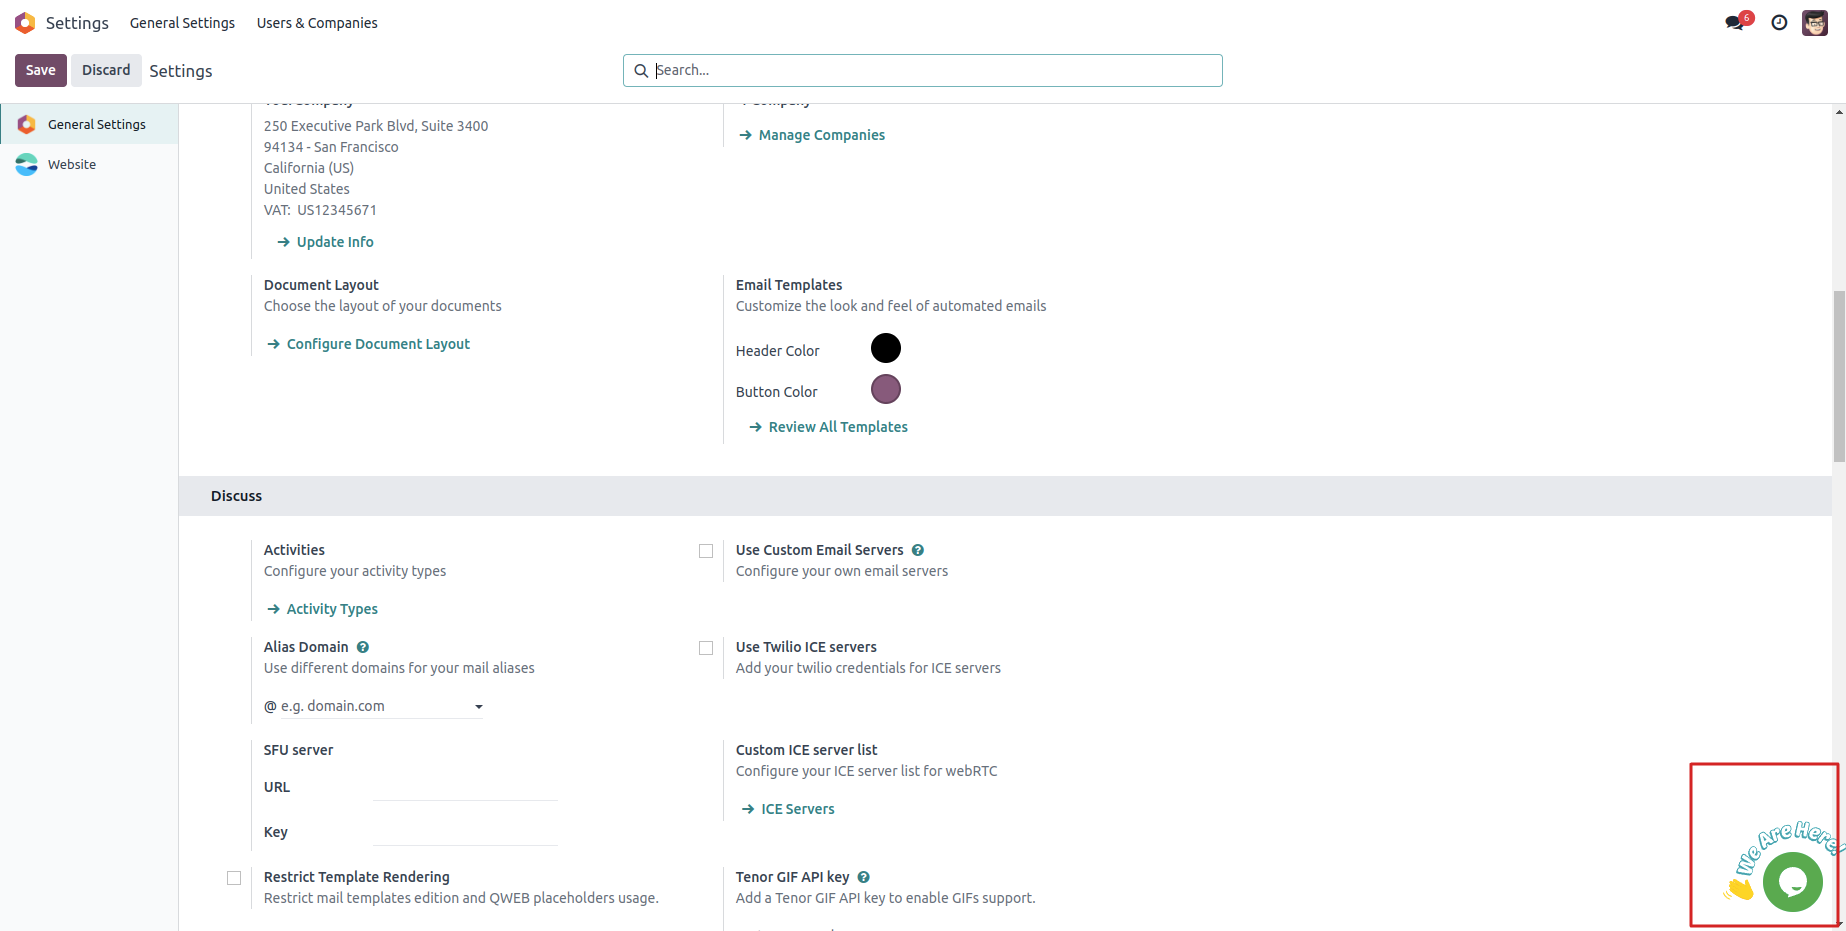 Settings General Settings Users & Companies 6
Save Discard Settings Search...
General Settings
Website
250 Executive Park Blvd, Suite 3400
94134 - San Francisco
California (US)
United States
VAT: US12345671
Update Info
Manage Companies
Document Layout
Choose the layout of your documents
Configure Document Layout
Email Templates
Customize the look and feel of automated emails
Header Color
Button Color
Review All Templates
Discuss
Activities
Configure your activity types
Activity Types
Use Custom Email Servers ?
Configure your own email servers
Alias Domain ?
Use different domains for your mail aliases
@ e.g. domain.com
Use Twilio ICE servers
Add your twilio credentials for ICE servers
SFU server
URL
Key
Custom ICE server list
Configure your ICE server list for webRTC
ICE Servers
Restrict Template Rendering
Restrict mail templates edition and QWEB placeholders usage.
Tenor GIF API key ?
Add a Tenor GIF API key to enable GIFs support.
We Are Here!